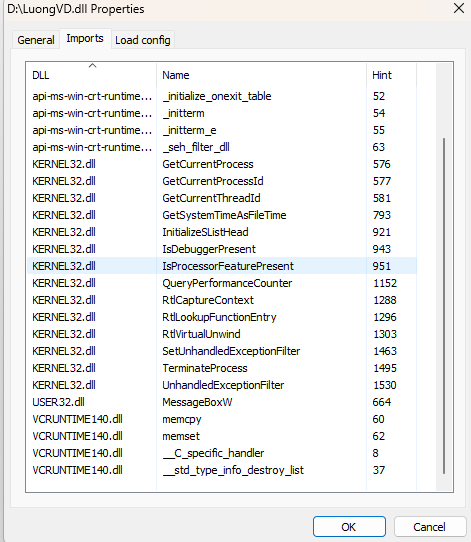 D:\LuongVD.dll Properties
General Imports Load config
DLL Name Hint
api-ms-win-crt-runtime... _initialize_onexit_table 52
api-ms-win-crt-runtime... _initterm 54
api-ms-win-crt-runtime... _initterm_e 55
api-ms-win-crt-runtime... _seh_filter_dll 63
KERNEL32.dll GetCurrentProcess 576
KERNEL32.dll GetCurrentProcessId 577
KERNEL32.dll GetCurrentThreadId 581
KERNEL32.dll GetSystemTimeAsFileTime 793
KERNEL32.dll InitializeSListHead 921
KERNEL32.dll IsDebuggerPresent 943
KERNEL32.dll IsProcessorFeaturePresent 951
KERNEL32.dll QueryPerformanceCounter 1152
KERNEL32.dll RtlCaptureContext 1288
KERNEL32.dll RtlLookupFunctionEntry 1296
KERNEL32.dll RtlVirtualUnwind 1303
KERNEL32.dll SetUnhandledExceptionFilter 1463
KERNEL32.dll TerminateProcess 1495
KERNEL32.dll UnhandledExceptionFilter 1530
USER32.dll MessageBoxW 664
VCRUNTIME140.dll memcpy 60
VCRUNTIME140.dll memset 62
VCRUNTIME140.dll __C_specific_handler 8
VCRUNTIME140.dll __std_type_info_destroy_list 37
OK Cancel